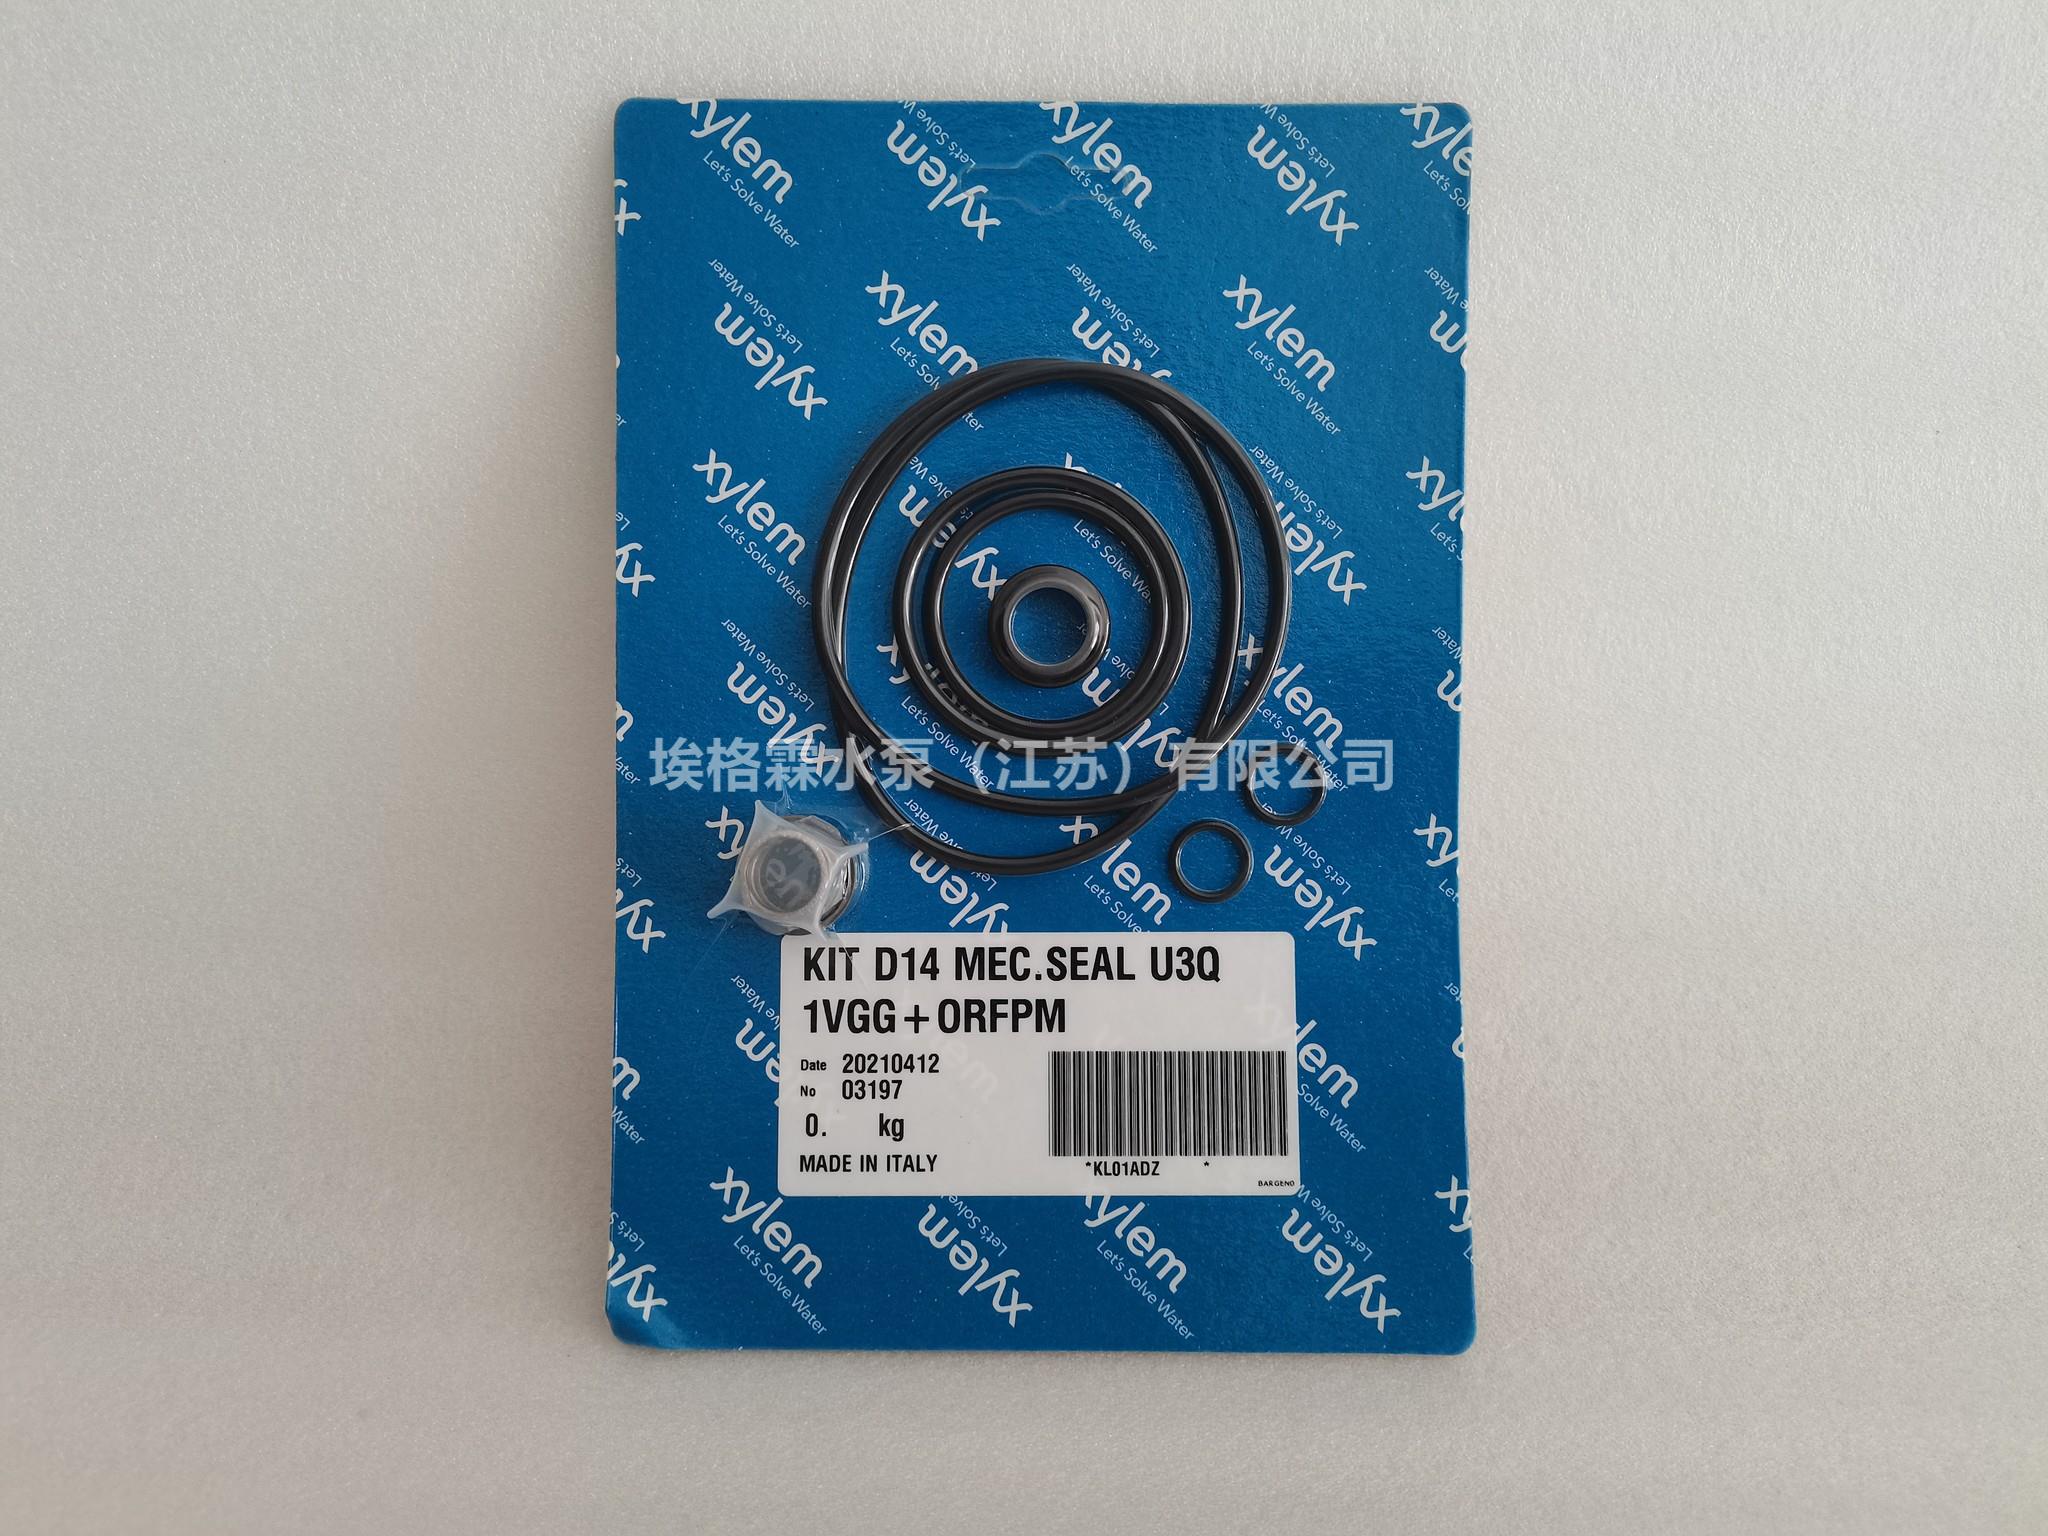 xylem
Let's Solve Water
埃格霖水泵（江苏）有限公司
KIT D14 MEC.SEAL U3Q
1VGG+ORFPM
Date 20210412
No 03197
0. kg
MADE IN ITALY
*KL01ADZ *
BARGENO